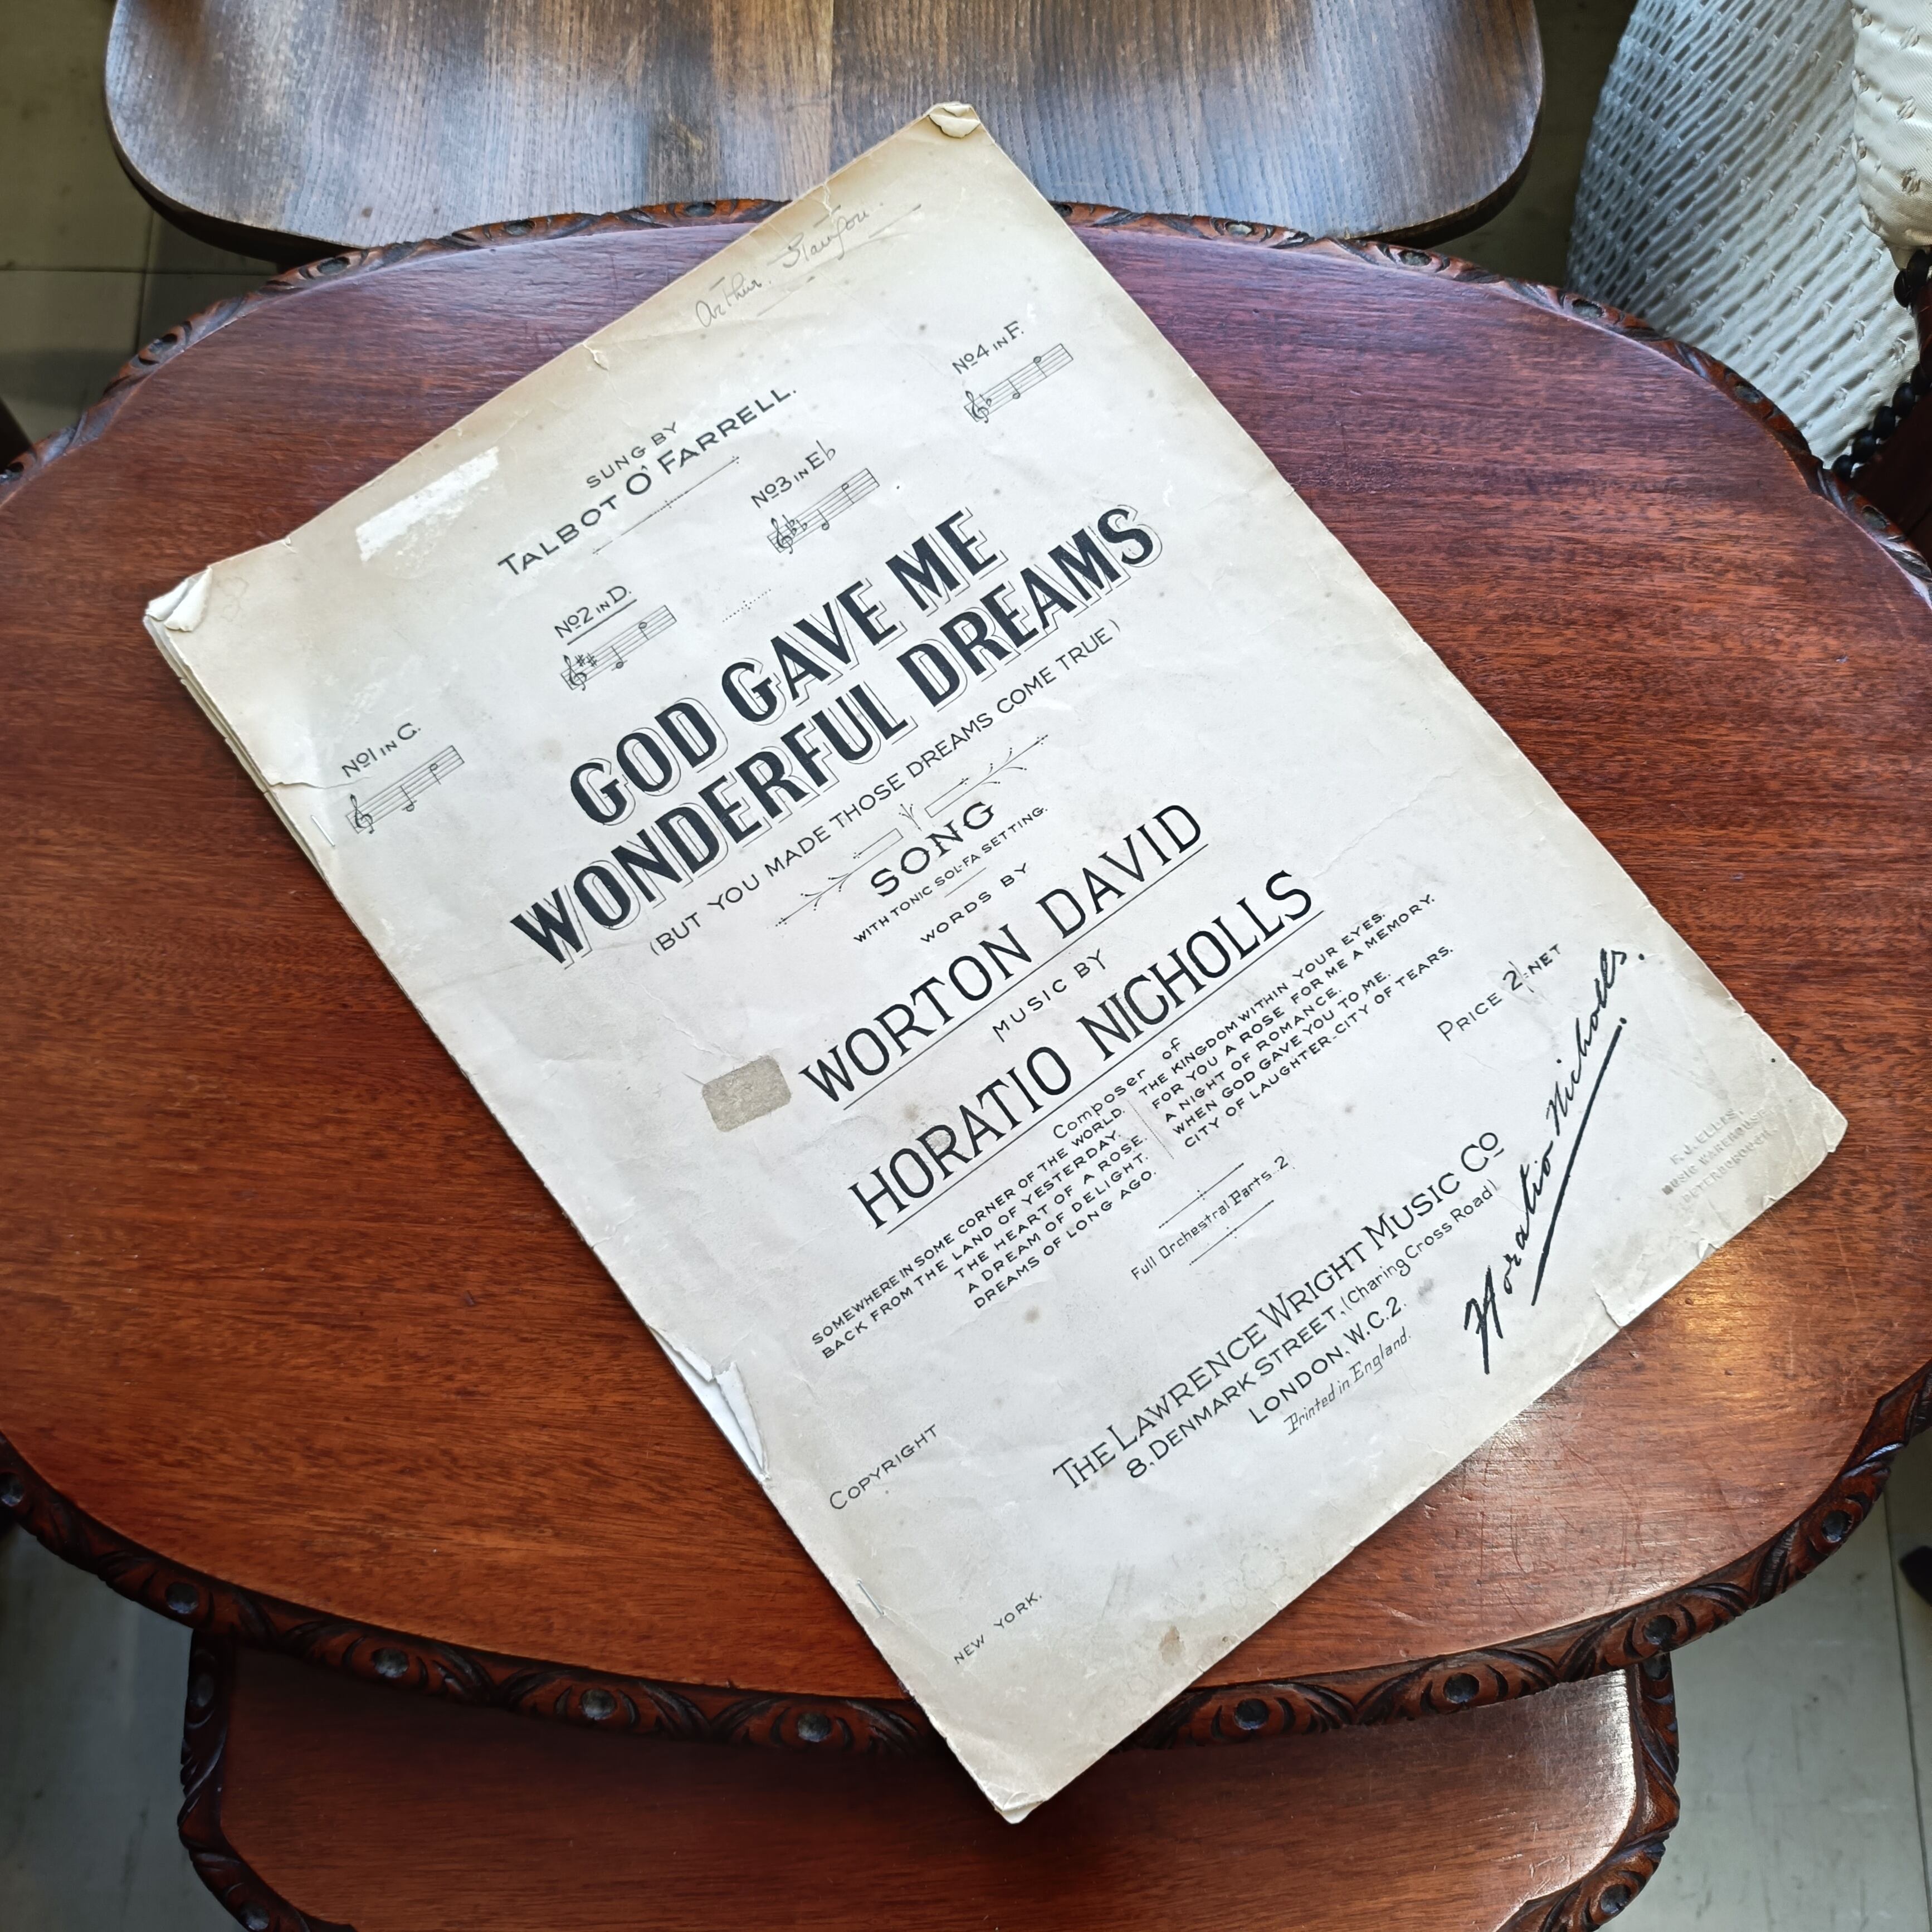 Arthur
SUNG BY
TALBOT O'FARRELL.
No1 IN C.
No2 IN D.
No3 IN E♭
No4 IN F.
GOD GAVE ME
WONDERFUL DREAMS
(BUT YOU MADE THOSE DREAMS COME TRUE)
SONG
WITH TONIC SOL-FA SETTING.
WORDS BY
WORTON DAVID
MUSIC BY
HORATIO NICHOLLS
Composer of
SOMEWHERE IN SOME CORNER OF THE WORLD.
BACK FROM THE LAND OF YESTERDAY.
THE HEART OF A ROSE.
A DREAM OF DELIGHT.
DREAMS OF LONG AGO.
THE KINGDOM WITHIN YOUR EYES.
FOR YOU A ROSE FOR ME A MEMORY.
A NIGHT OF ROMANCE.
WHEN GOD GAVE YOU TO ME.
CITY OF LAUGHTER-CITY OF TEARS.
Full Orchestral Parts. 2
PRICE 2/- NET
Horatio Nicholls.
COPYRIGHT
THE LAWRENCE WRIGHT MUSIC Co
8. DENMARK STREET, (Charing Cross Road)
LONDON, W.C.2.
Printed in England.
NEW YORK.
MUSIC WAREHOUSE
PETERBOROUGH